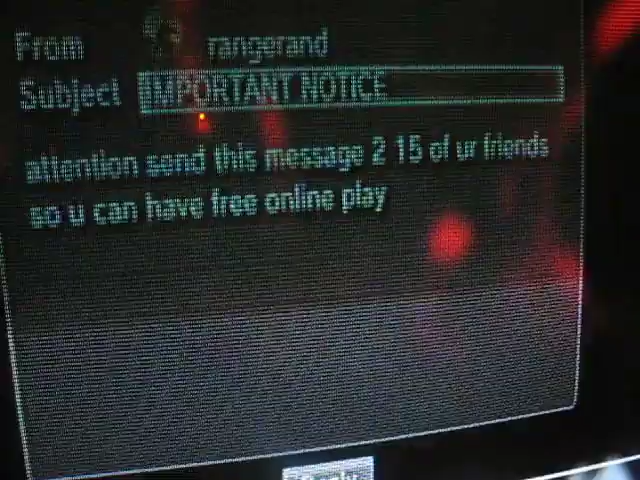 From rangerand
Subject IMPORTANT NOTICE
attention send this message 2 15 of ur friends
so u can have free online play
Reply